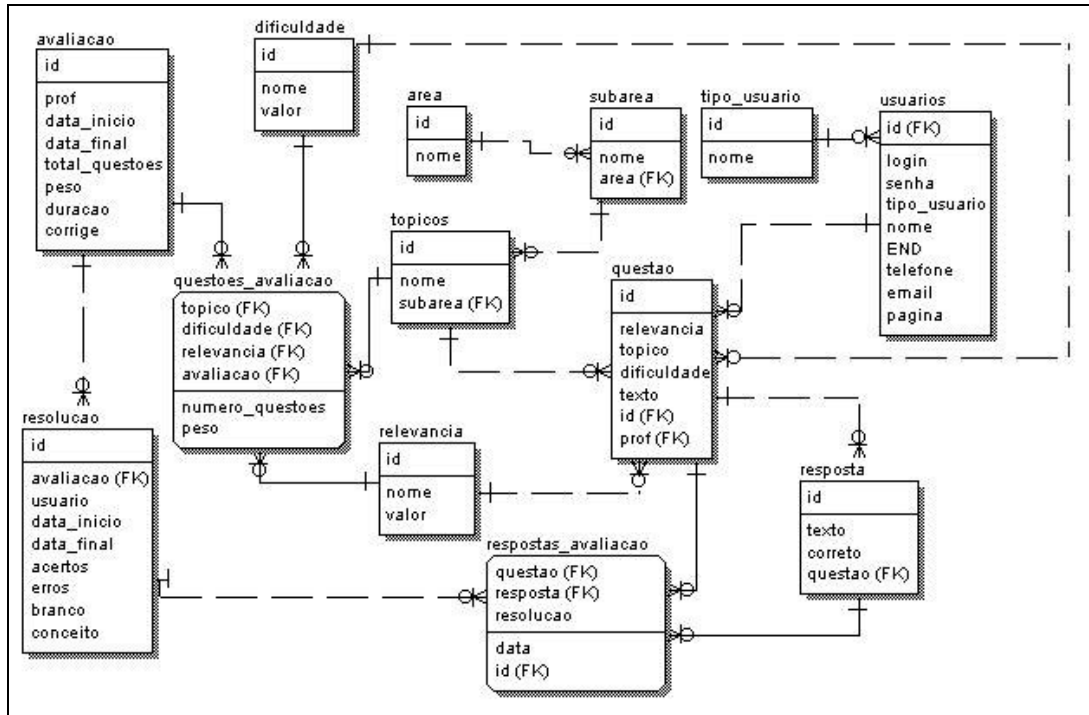 avaliacao
id
prof
data_inicio
data_final
total_questoes
peso
duracao
corrige
dificuldade
id
nome
valor
area
id
nome
subarea
id
nome
area (FK)
tipo_usuario
id
nome
usuarios
id (FK)
login
senha
tipo_usuario
nome
END
telefone
email
pagina
topicos
id
nome
subarea (FK)
questao
id
relevancia
topico
dificuldade
texto
id (FK)
prof (FK)
questoes_avaliacao
topico (FK)
dificuldade (FK)
relevancia (FK)
avaliacao (FK)
numero_questoes
peso
resolucao
id
avaliacao (FK)
usuario
data_inicio
data_final
acertos
erros
branco
conceito
relevancia
id
nome
valor
resposta
id
texto
correto
questao (FK)
respostas_avaliacao
questao (FK)
resposta (FK)
resolucao
data
id (FK)